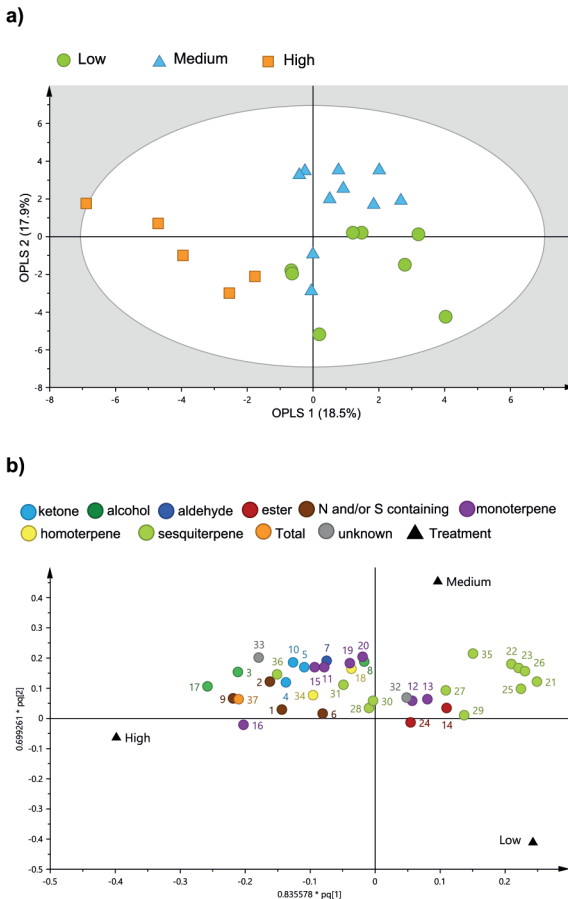 a)
Low Medium High
6
4
2
0
-2
-4
-6
-8
-8 -6 -4 -2 0 2 4 6
OPLS 2 (17.9%)
OPLS 1 (18.5%)
b)
ketone alcohol aldehyde ester N and/or S containing monoterpene
homoterpene sesquiterpene Total unknown Treatment
0.4
0.3
0.2
0.1
0
-0.1
-0.2
-0.3
-0.4
-0.5
-0.5 -0.4 -0.3 -0.2 -0.1 0 0.1 0.2
0.699261 * pq[2]
0.835578 * pq[1]
Medium
High
Low
33 10 5 7 19 20 8
17 3 36 2 4 15 11 18
9 37 34 31 30
16 1 6 28
35 22 23 26 21 25
32 12 13 27 29
24 14